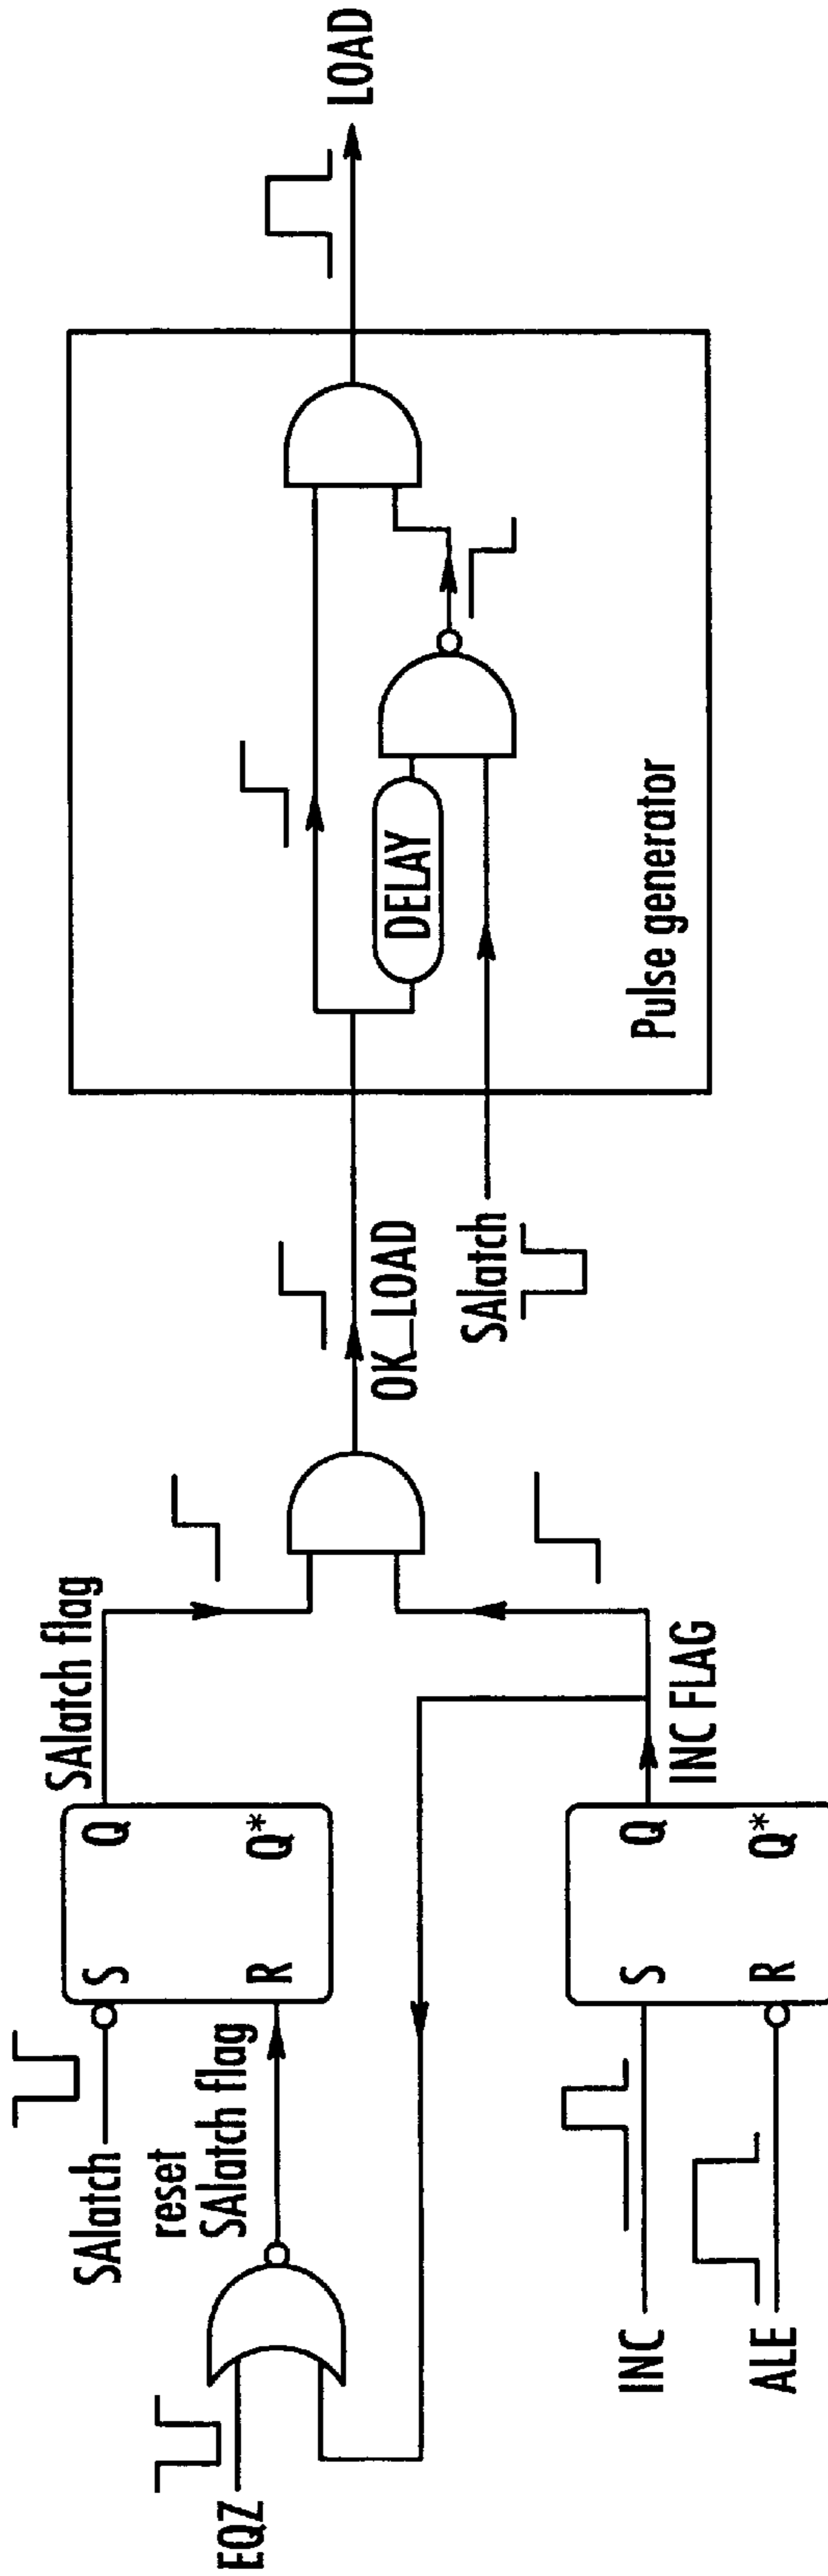 SAlatch
S
Q
R
Q*
SAlatch flag
reset
SAlatch flag
EQZ
OK_LOAD
SAlatch
DELAY
Pulse generator
LOAD
INC
ALE
S
Q
R
Q*
INC FLAG